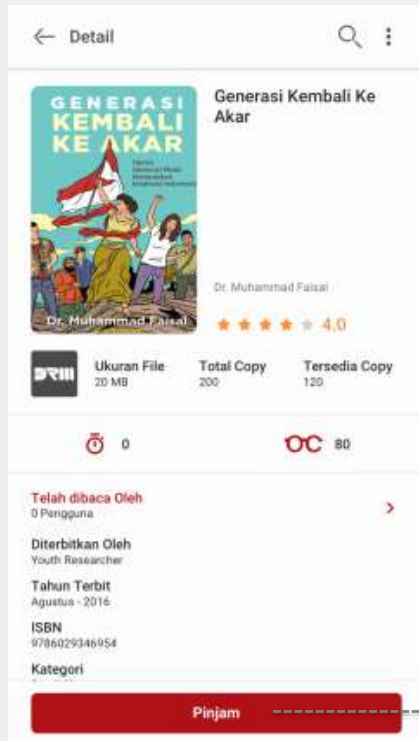 Detail
GENERASI
KEMBALI
KE AKAR
Dr. Muhammad Faisal
Generasi Kembali Ke
Akar
Dr. Muhammad Faisal
4.0
DRM
Ukuran File
20 MB
Total Copy
200
Tersedia Copy
120
0
80
Telah dibaca Oleh
0 Pengguna
Diterbitkan Oleh
Youth Researcher
Tahun Terbit
Agustus - 2016
ISBN
9786029346954
Kategori
Pinjam